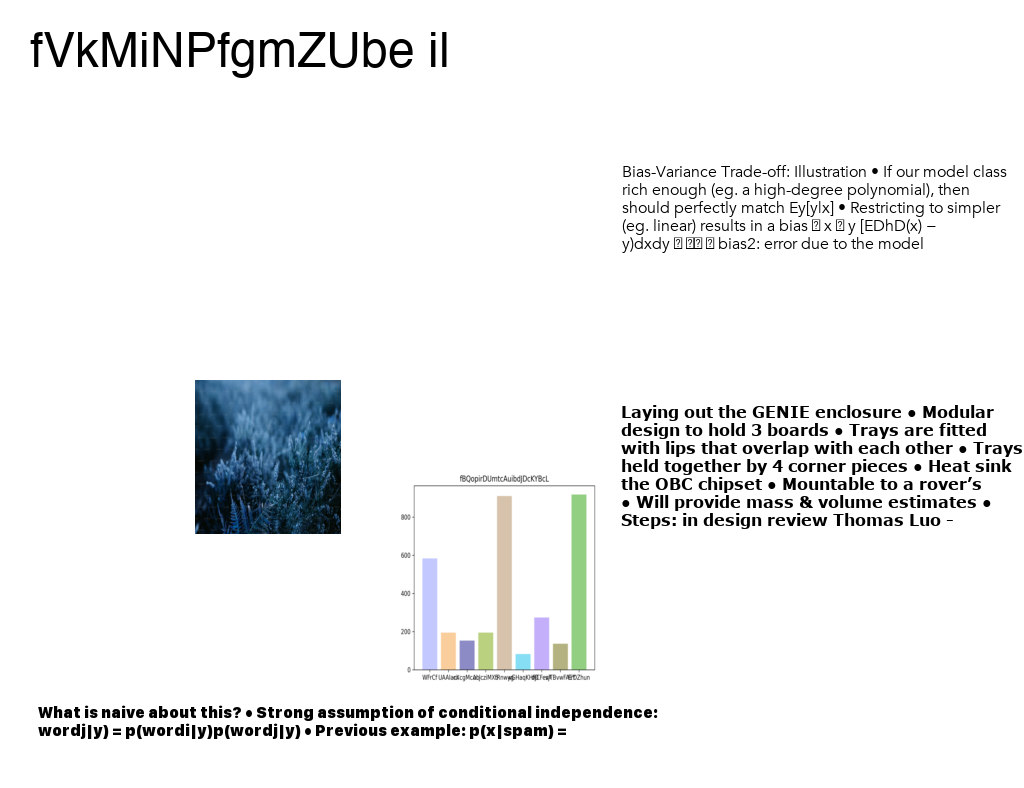 fVkMiNPfgmZUbe il
Bias-Variance Trade-off: Illustration • If our model class
rich enough (eg. a high-degree polynomial), then
should perfectly match Ey[y|x] • Restricting to simpler
(eg. linear) results in a bias x y [EDhD(x) −
y)dxdy bias2: error due to the model
Laying out the GENIE enclosure ● Modular
design to hold 3 boards ● Trays are fitted
with lips that overlap with each other ● Trays
held together by 4 corner pieces ● Heat sink
the OBC chipset ● Mountable to a rover’s
● Will provide mass & volume estimates ●
Steps: in design review Thomas Luo –
fBQopirDUmtcAuibdJDcKYBcL
800
600
400
200
0
WFrCf
What is naive about this? • Strong assumption of conditional independence:
wordj|y) = p(wordi|y)p(wordj|y) • Previous example: p(x|spam) =